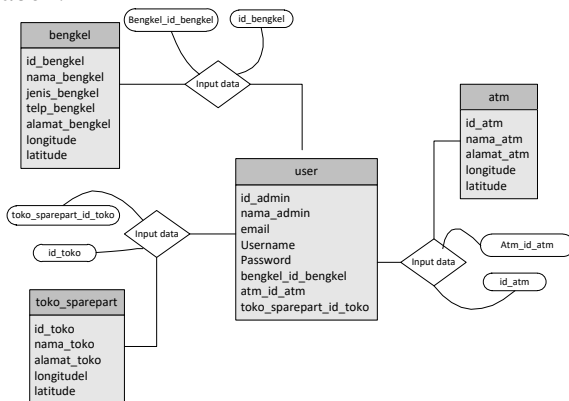 Bengkel_id_bengkel
id_bengkel
bengkel
id_bengkel
nama_bengkel
jenis_bengkel
telp_bengkel
alamat_bengkel
longitude
latitude
Input data
atm
id_atm
nama_atm
alamat_atm
longitude
latitude
user
id_admin
nama_admin
email
Username
Password
bengkel_id_bengkel
atm_id_atm
toko_sparepart_id_toko
toko_sparepart_id_toko
Input data
id_toko
Atm_id_atm
Input data
id_atm
toko_sparepart
id_toko
nama_toko
alamat_toko
longitudel
latitude